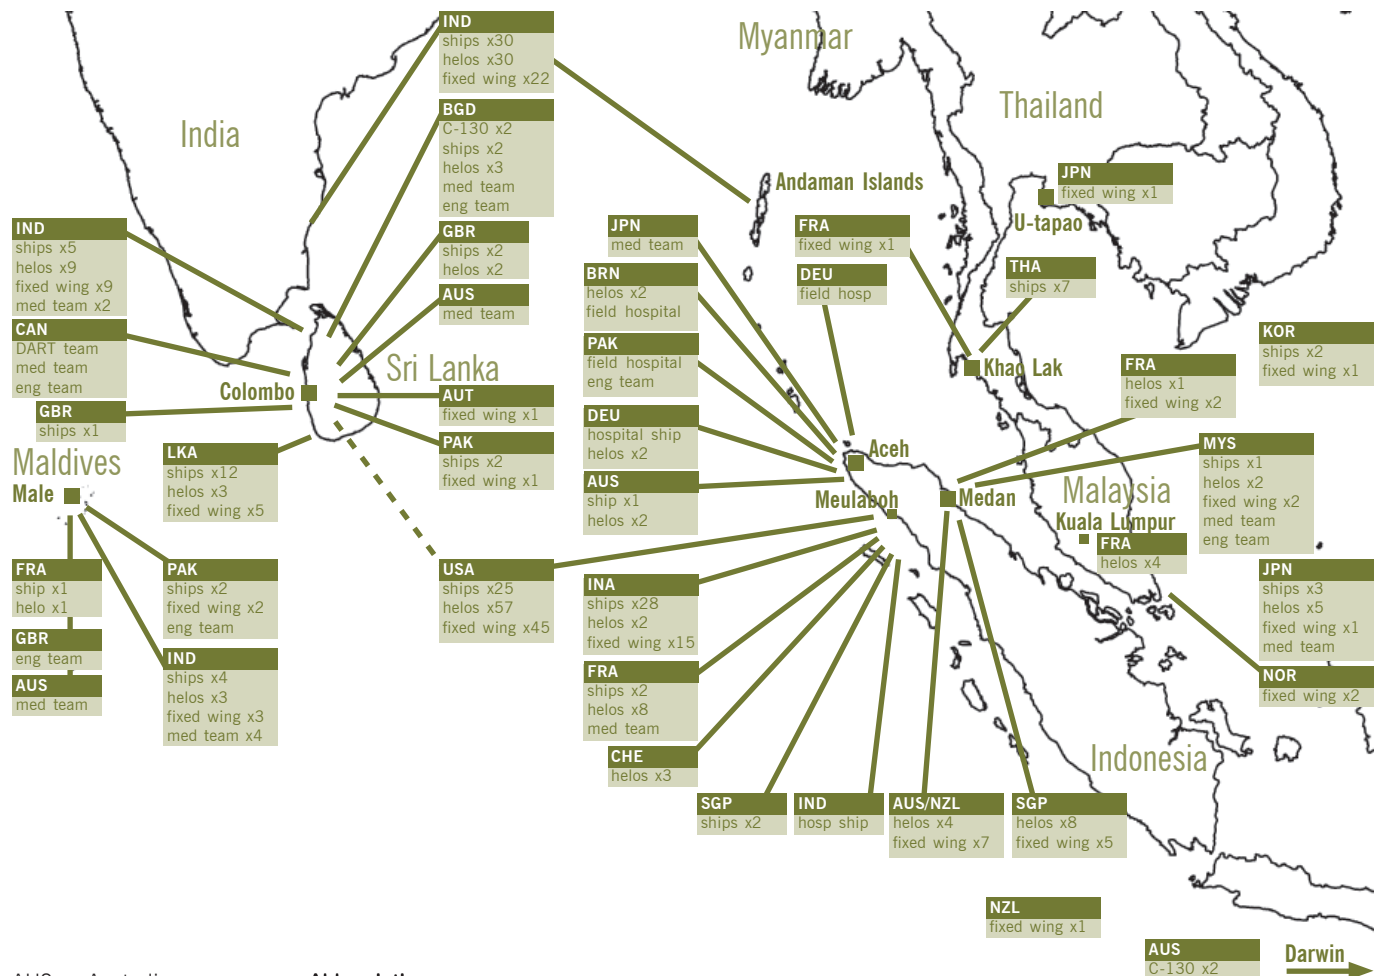 IND
ships x30
helos x30
fixed wing x22
Myanmar
BGD
C-130 x2
ships x2
helos x3
med team
eng team
India
Thailand
JPN
fixed wing x1
U-tapao
Andaman Islands
IND
ships x5
helos x9
fixed wing x9
med team x2
GBR
ships x2
helos x2
JPN
med team
FRA
fixed wing x1
THA
ships x7
BRN
helos x2
field hospital
DEU
field hosp
AUS
med team
CAN
DART team
med team
eng team
Sri Lanka
Colombo
PAK
field hospital
eng team
Khao Lak
KOR
ships x2
fixed wing x1
FRA
helos x1
fixed wing x2
AUT
fixed wing x1
GBR
ships x1
DEU
hospital ship
helos x2
PAK
ships x2
fixed wing x1
LKA
ships x12
helos x3
fixed wing x5
Maldives
Male
Aceh
MYS
ships x1
helos x2
fixed wing x2
med team
eng team
AUS
ship x1
helos x2
Meulaboh
Medan
Malaysia
Kuala Lumpur
FRA
helos x4
FRA
ship x1
helo x1
PAK
ships x2
fixed wing x2
eng team
USA
ships x25
helos x57
fixed wing x45
INA
ships x28
helos x2
fixed wing x15
JPN
ships x3
helos x5
fixed wing x1
med team
GBR
eng team
IND
ships x4
helos x3
fixed wing x3
med team x4
AUS
med team
FRA
ships x2
helos x8
med team
NOR
fixed wing x2
CHE
helos x3
Indonesia
SGP
ships x2
IND
hosp ship
AUS/NZL
helos x4
fixed wing x7
SGP
helos x8
fixed wing x5
NZL
fixed wing x1
AUS
C-130 x2
Darwin